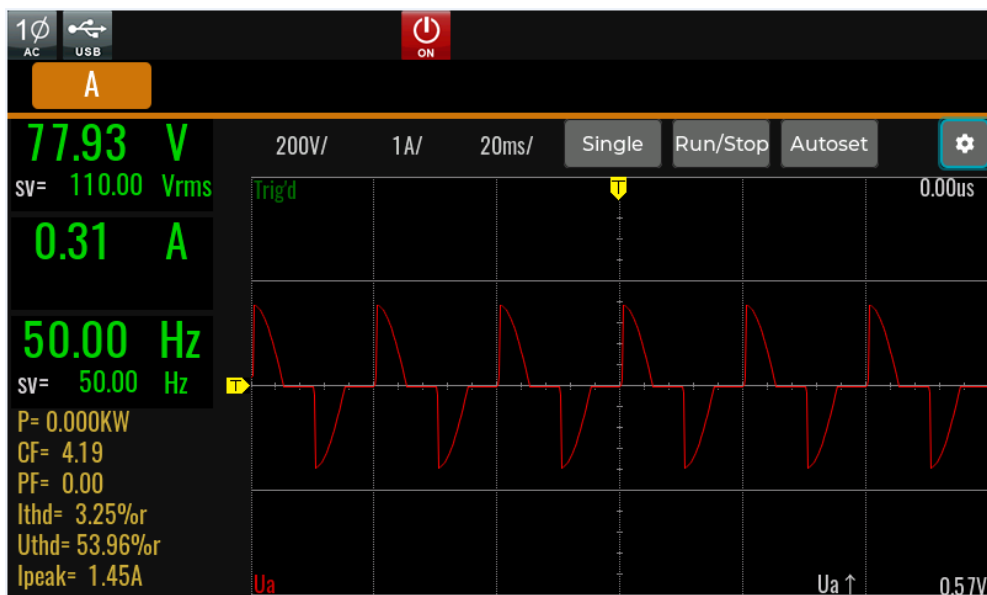 1Ø
AC
USB
ON
A
77.93 V
sv= 110.00 Vrms
0.31 A
50.00 Hz
sv= 50.00 Hz
P= 0.000KW
CF= 4.19
PF= 0.00
Ithd= 3.25%r
Uthd= 53.96%r
Ipeak= 1.45A
200V/ 1A/ 20ms/ Single Run/Stop Autoset
Trig'd T 0.00us
T
Ua Ua↑ 0.57V